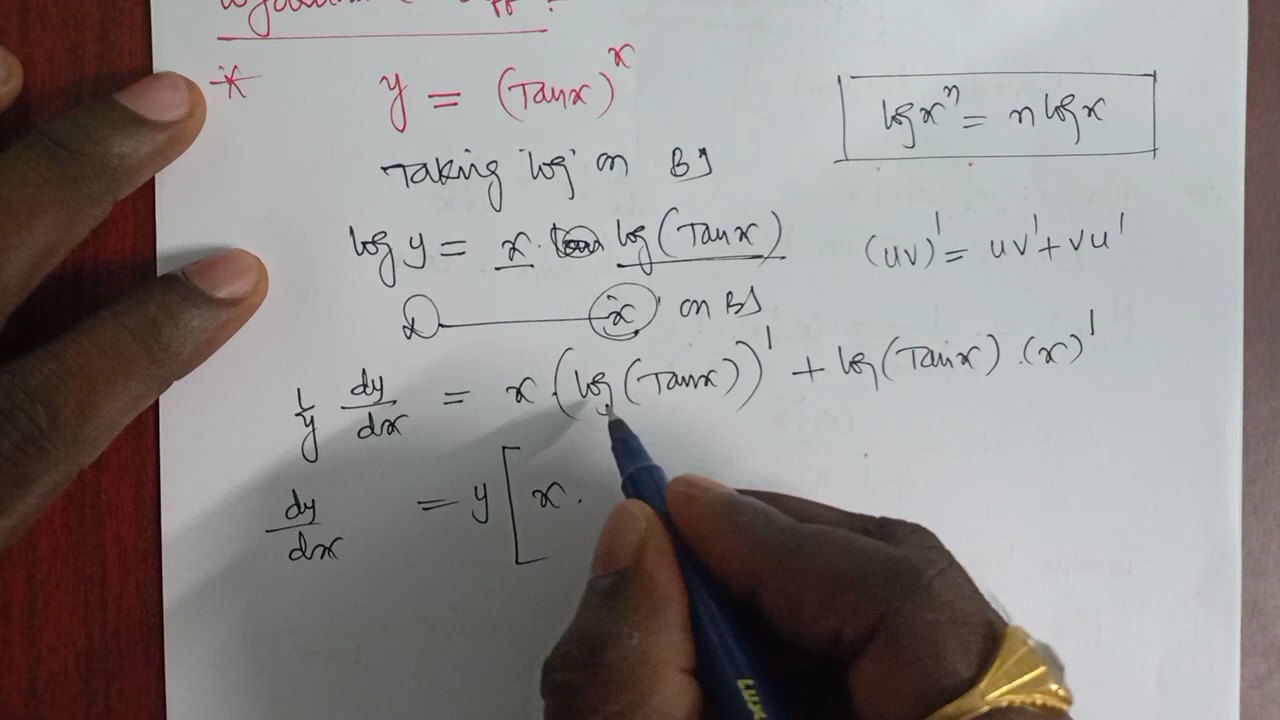 * y = (Tanx)^x
log x^n = n log x
Taking 'log' on BS
log y = x . log (Tanx)
(uv)' = uv' + vu'
D x on BS
1/y dy/dx = x . (log (Tanx))' + log (Tanx) . (x)'
dy/dx = y [ x .
LUX